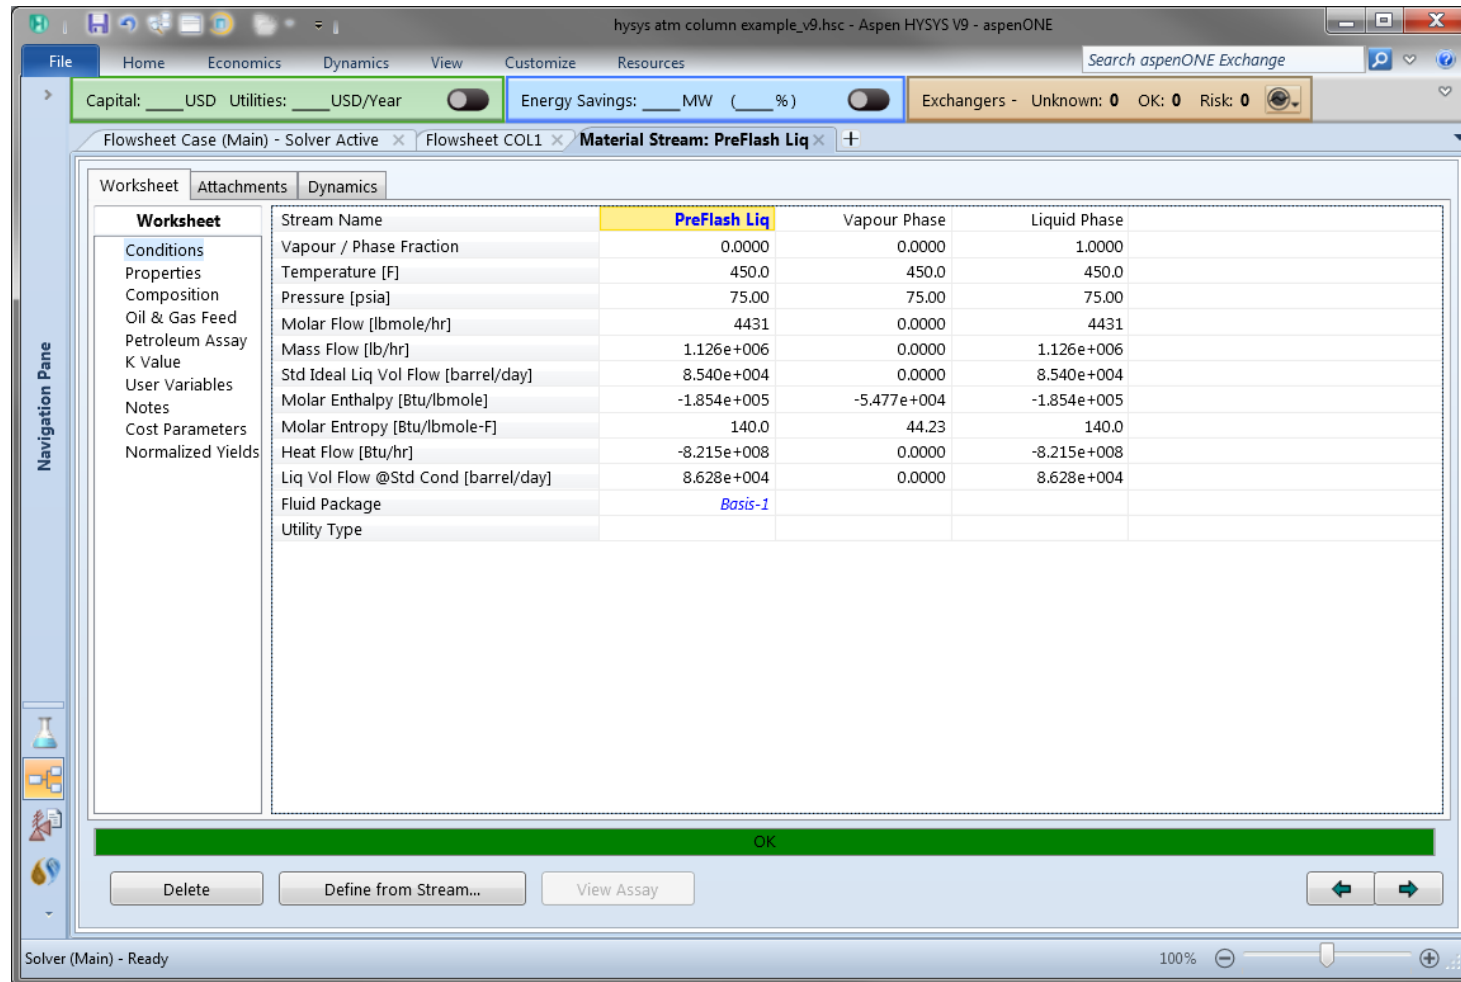 hysys atm column example_v9.hsc - Aspen HYSYS V9 - aspenONE
File Home Economics Dynamics View Customize Resources Search aspenONE Exchange
Capital: ____USD Utilities: ____USD/Year Energy Savings: ____MW (____%) Exchangers - Unknown: 0 OK: 0 Risk: 0
Flowsheet Case (Main) - Solver Active Flowsheet COL1 Material Stream: PreFlash Liq
Worksheet Attachments Dynamics
Navigation Pane
Worksheet
Conditions
Properties
Composition
Oil & Gas Feed
Petroleum Assay
K Value
User Variables
Notes
Cost Parameters
Normalized Yields
Stream Name PreFlash Liq Vapour Phase Liquid Phase
Vapour / Phase Fraction 0.0000 0.0000 1.0000
Temperature [F] 450.0 450.0 450.0
Pressure [psia] 75.00 75.00 75.00
Molar Flow [lbmole/hr] 4431 0.0000 4431
Mass Flow [lb/hr] 1.126e+006 0.0000 1.126e+006
Std Ideal Liq Vol Flow [barrel/day] 8.540e+004 0.0000 8.540e+004
Molar Enthalpy [Btu/lbmole] -1.854e+005 -5.477e+004 -1.854e+005
Molar Entropy [Btu/lbmole-F] 140.0 44.23 140.0
Heat Flow [Btu/hr] -8.215e+008 0.0000 -8.215e+008
Liq Vol Flow @Std Cond [barrel/day] 8.628e+004 0.0000 8.628e+004
Fluid Package Basis-1
Utility Type
OK
Delete Define from Stream... View Assay
Solver (Main) - Ready 100%